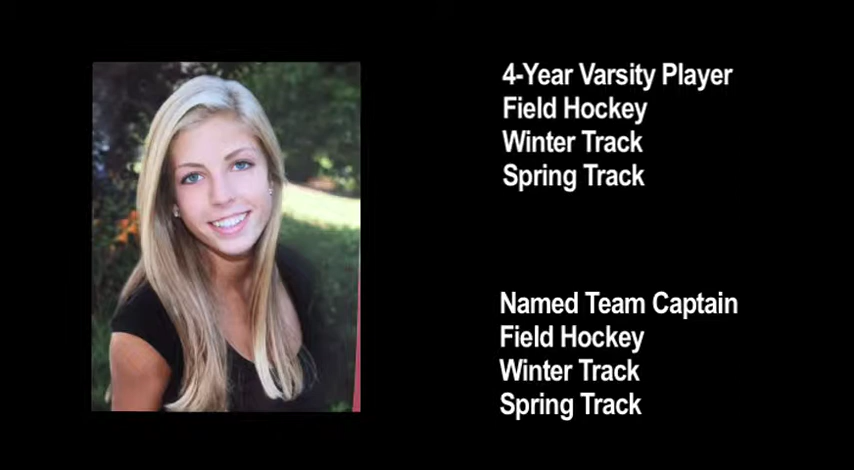 4-Year Varsity Player
Field Hockey
Winter Track
Spring Track
Named Team Captain
Field Hockey
Winter Track
Spring Track